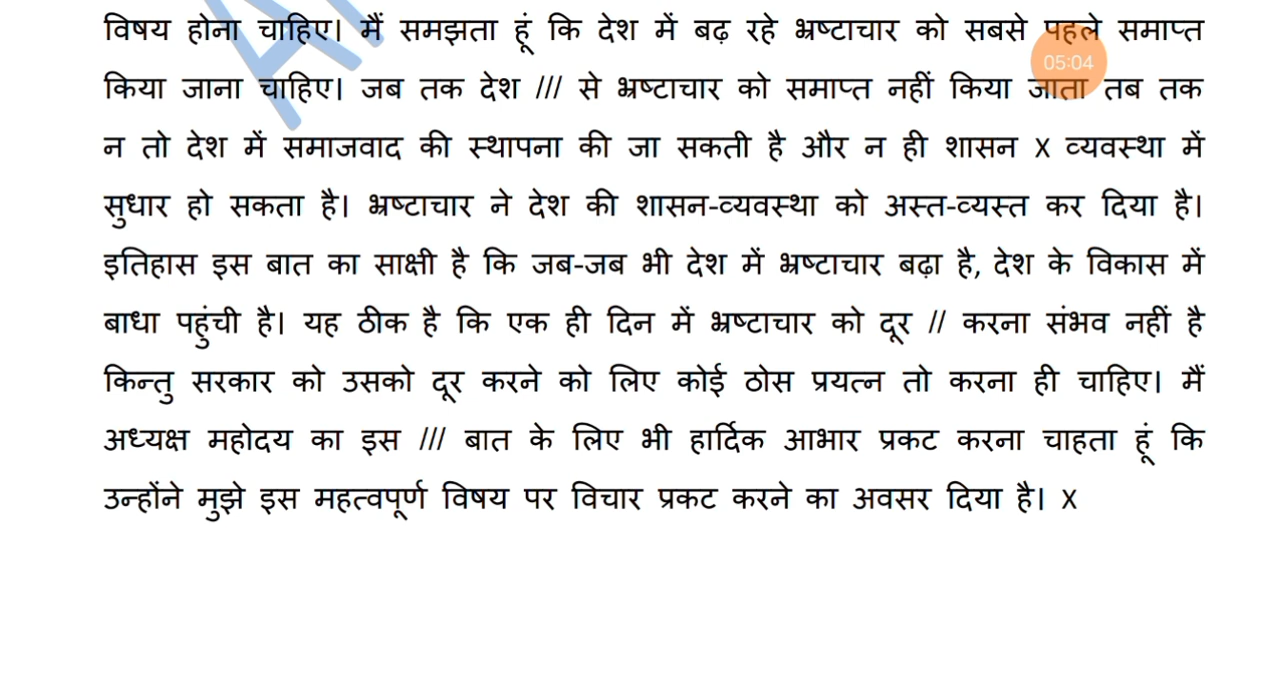 विषय होना चाहिए। मैं समझता हूं कि देश में बढ़ रहे भ्रष्टाचार को सबसे पहले समाप्त
05:04
किया जाना चाहिए। जब तक देश /// से भ्रष्टाचार को समाप्त नहीं किया जाता तब तक
न तो देश में समाजवाद की स्थापना की जा सकती है और न ही शासन X व्यवस्था में
सुधार हो सकता है। भ्रष्टाचार ने देश की शासन-व्यवस्था को अस्त-व्यस्त कर दिया है।
इतिहास इस बात का साक्षी है कि जब-जब भी देश में भ्रष्टाचार बढ़ा है, देश के विकास में
बाधा पहुंची है। यह ठीक है कि एक ही दिन में भ्रष्टाचार को दूर // करना संभव नहीं है
किन्तु सरकार को उसको दूर करने को लिए कोई ठोस प्रयत्न तो करना ही चाहिए। मैं
अध्यक्ष महोदय का इस /// बात के लिए भी हार्दिक आभार प्रकट करना चाहता हूं कि
उन्होंने मुझे इस महत्वपूर्ण विषय पर विचार प्रकट करने का अवसर दिया है। X